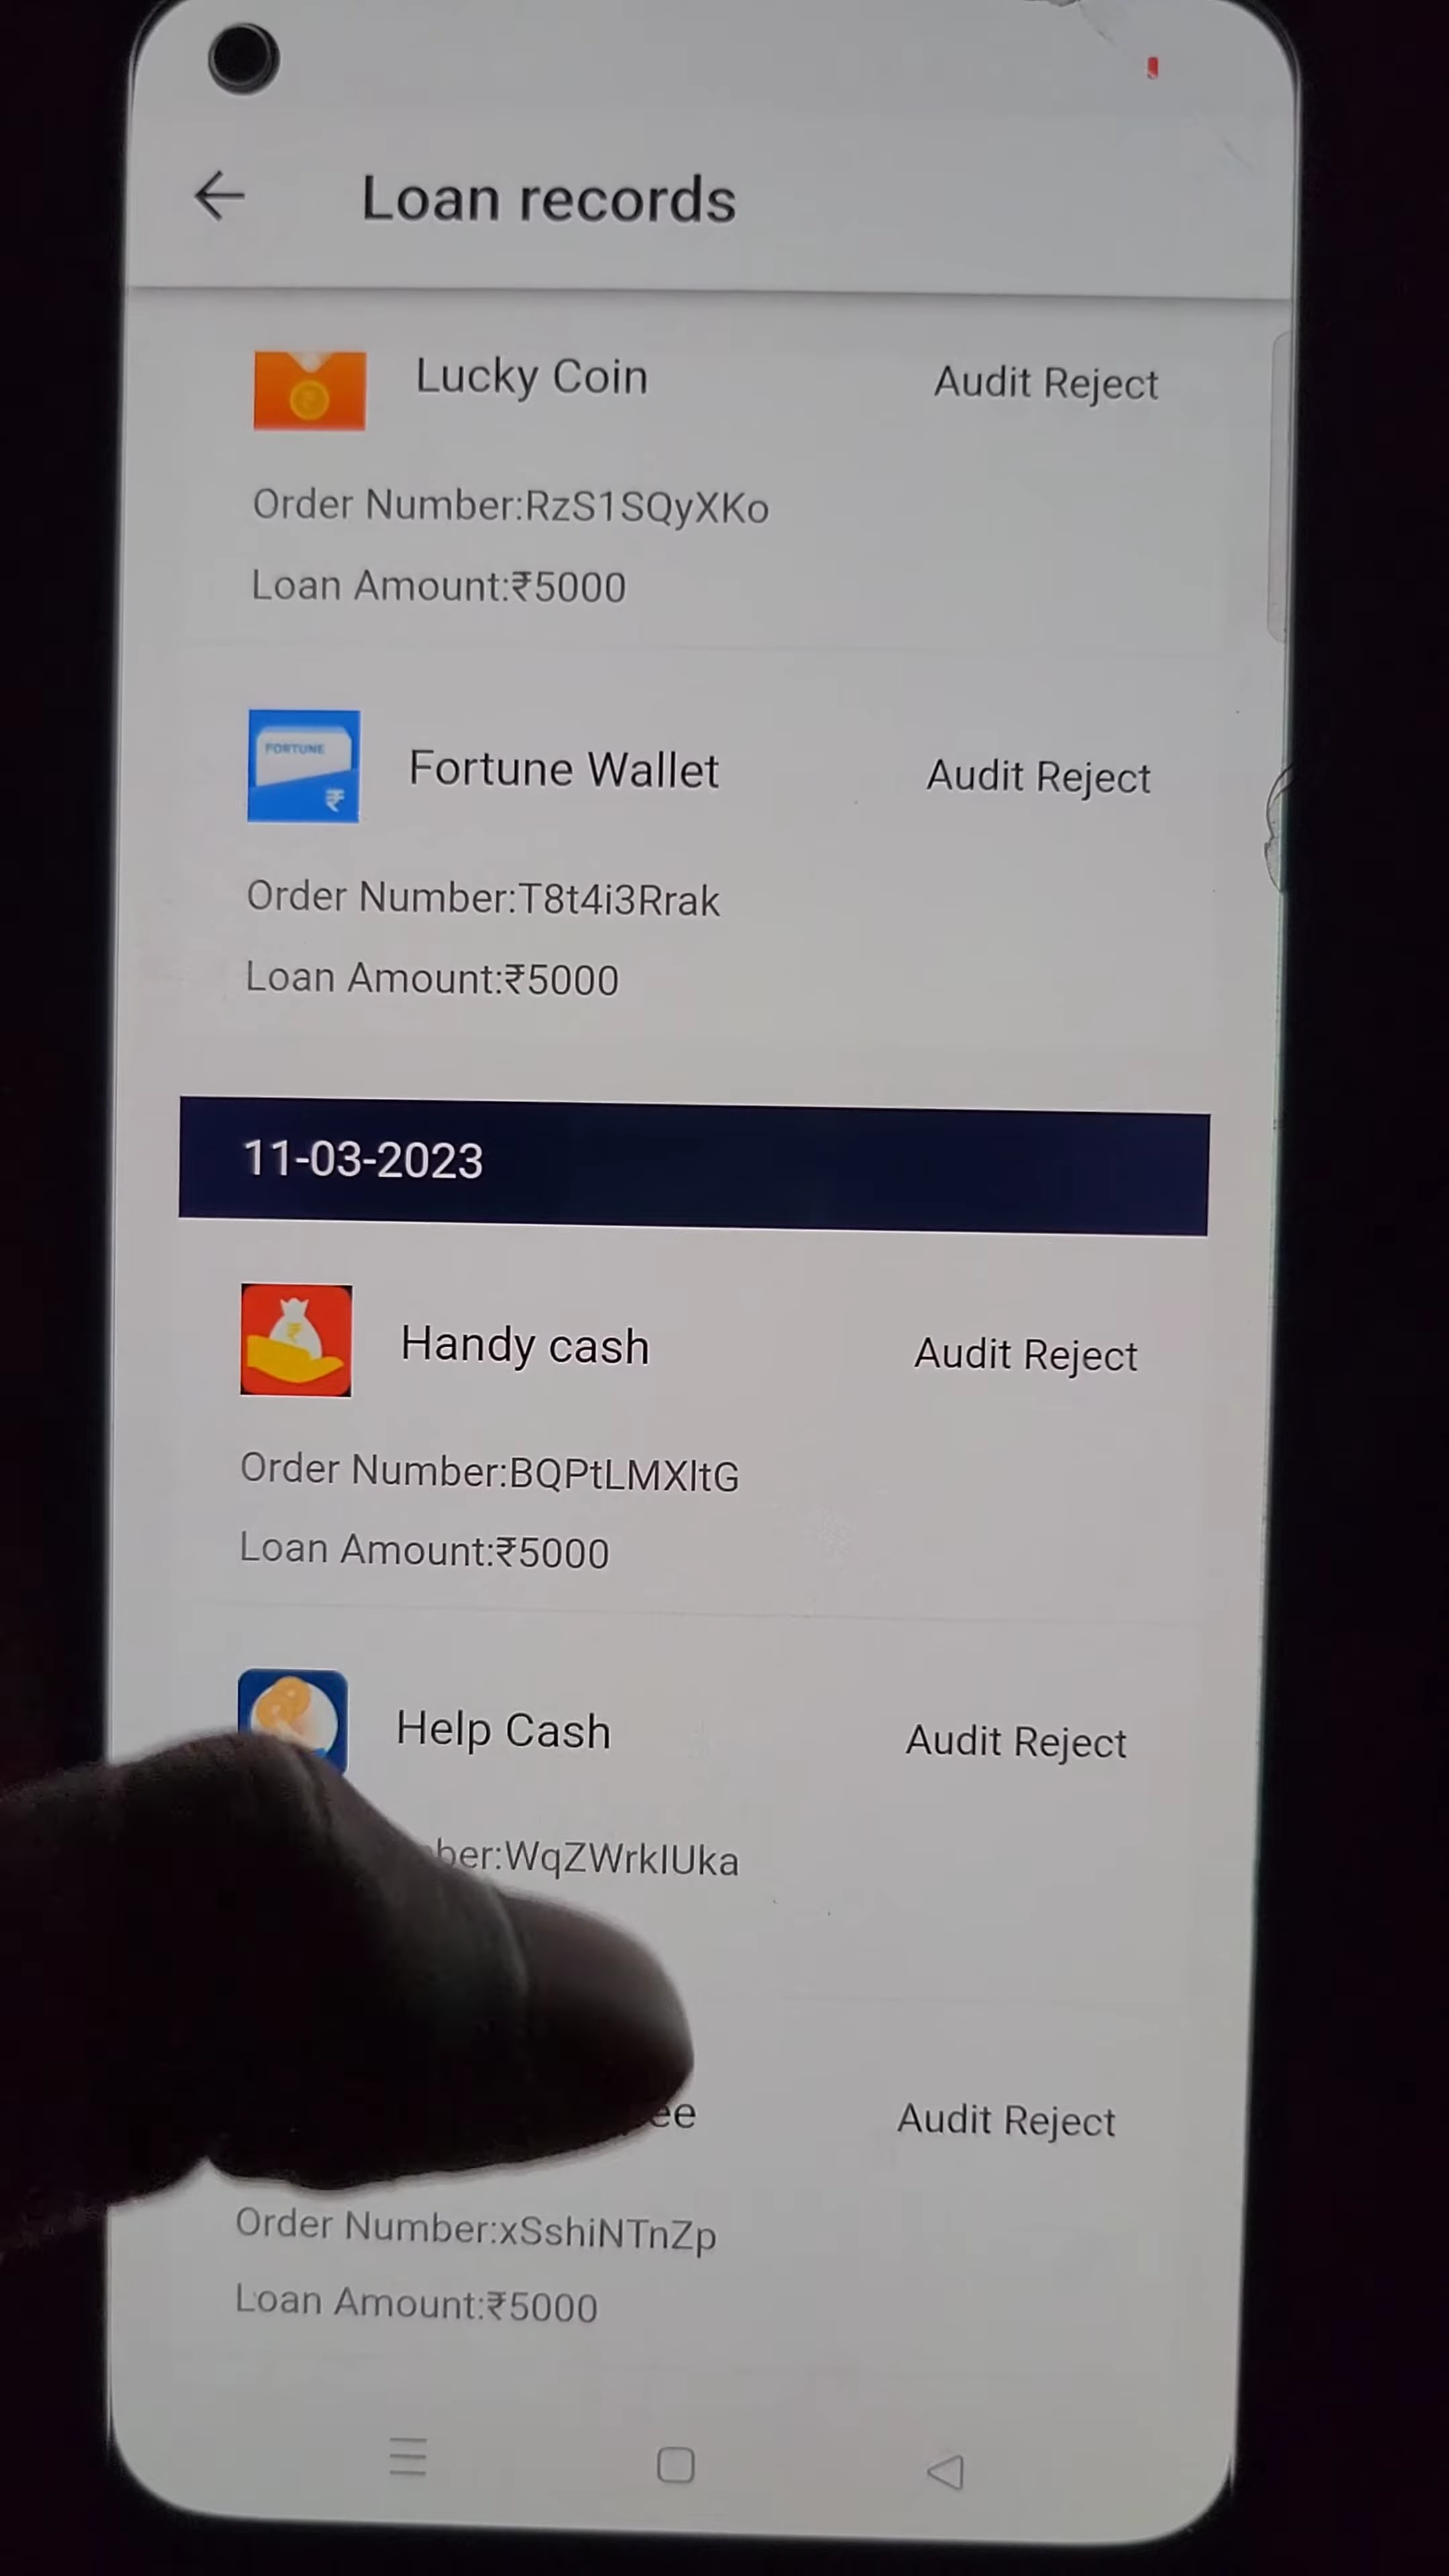 Loan records
Lucky Coin
Audit Reject
Order Number:RzS1SQyXKo
Loan Amount:₹5000
FORTUNE
₹
Fortune Wallet
Audit Reject
Order Number:T8t4i3Rrak
Loan Amount:₹5000
11-03-2023
₹
Handy cash
Audit Reject
Order Number:BQPtLMXltG
Loan Amount:₹5000
Help Cash
Audit Reject
ber:WqZWrklUka
ee
Audit Reject
Order Number:xSshiNTnZp
Loan Amount:₹5000